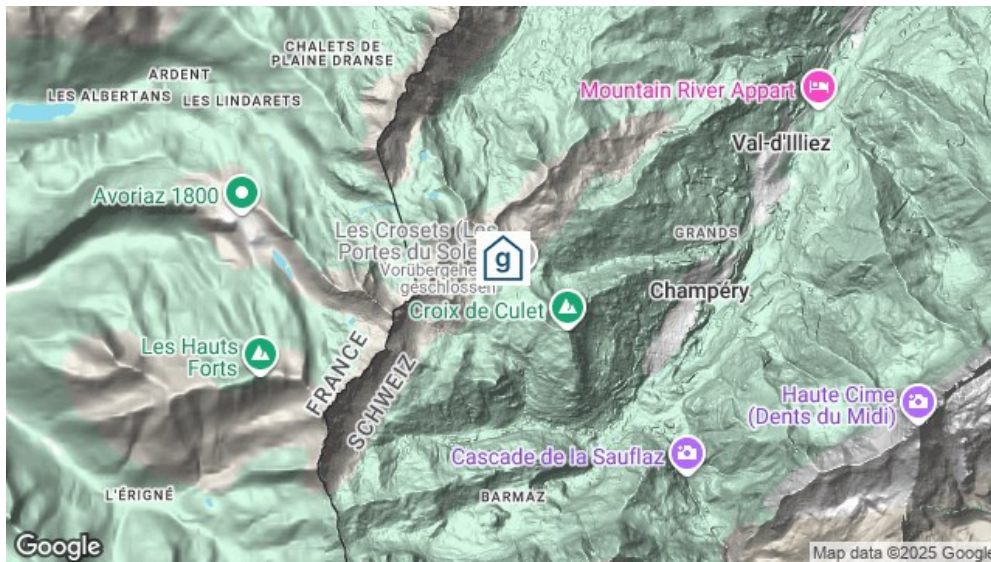 CHALETS DE
PLAINE DRANSE
ARDENT
LES ALBERTANS
LES LINDARETS
Mountain River Appart
Val-d'Illiez
Avoriaz 1800
Les Crosets (Les
Portes du Sole
Vorübergehe
geschlossen
g
GRANDS
Champéry
Croix de Culet
Les Hauts
Forts
FRANCE
SCHWEIZ
Haute Cime
(Dents du Midi)
Cascade de la Sauflaz
L'ÉRIGNÉ
BARMAZ
Google
Map data ©2025 Google